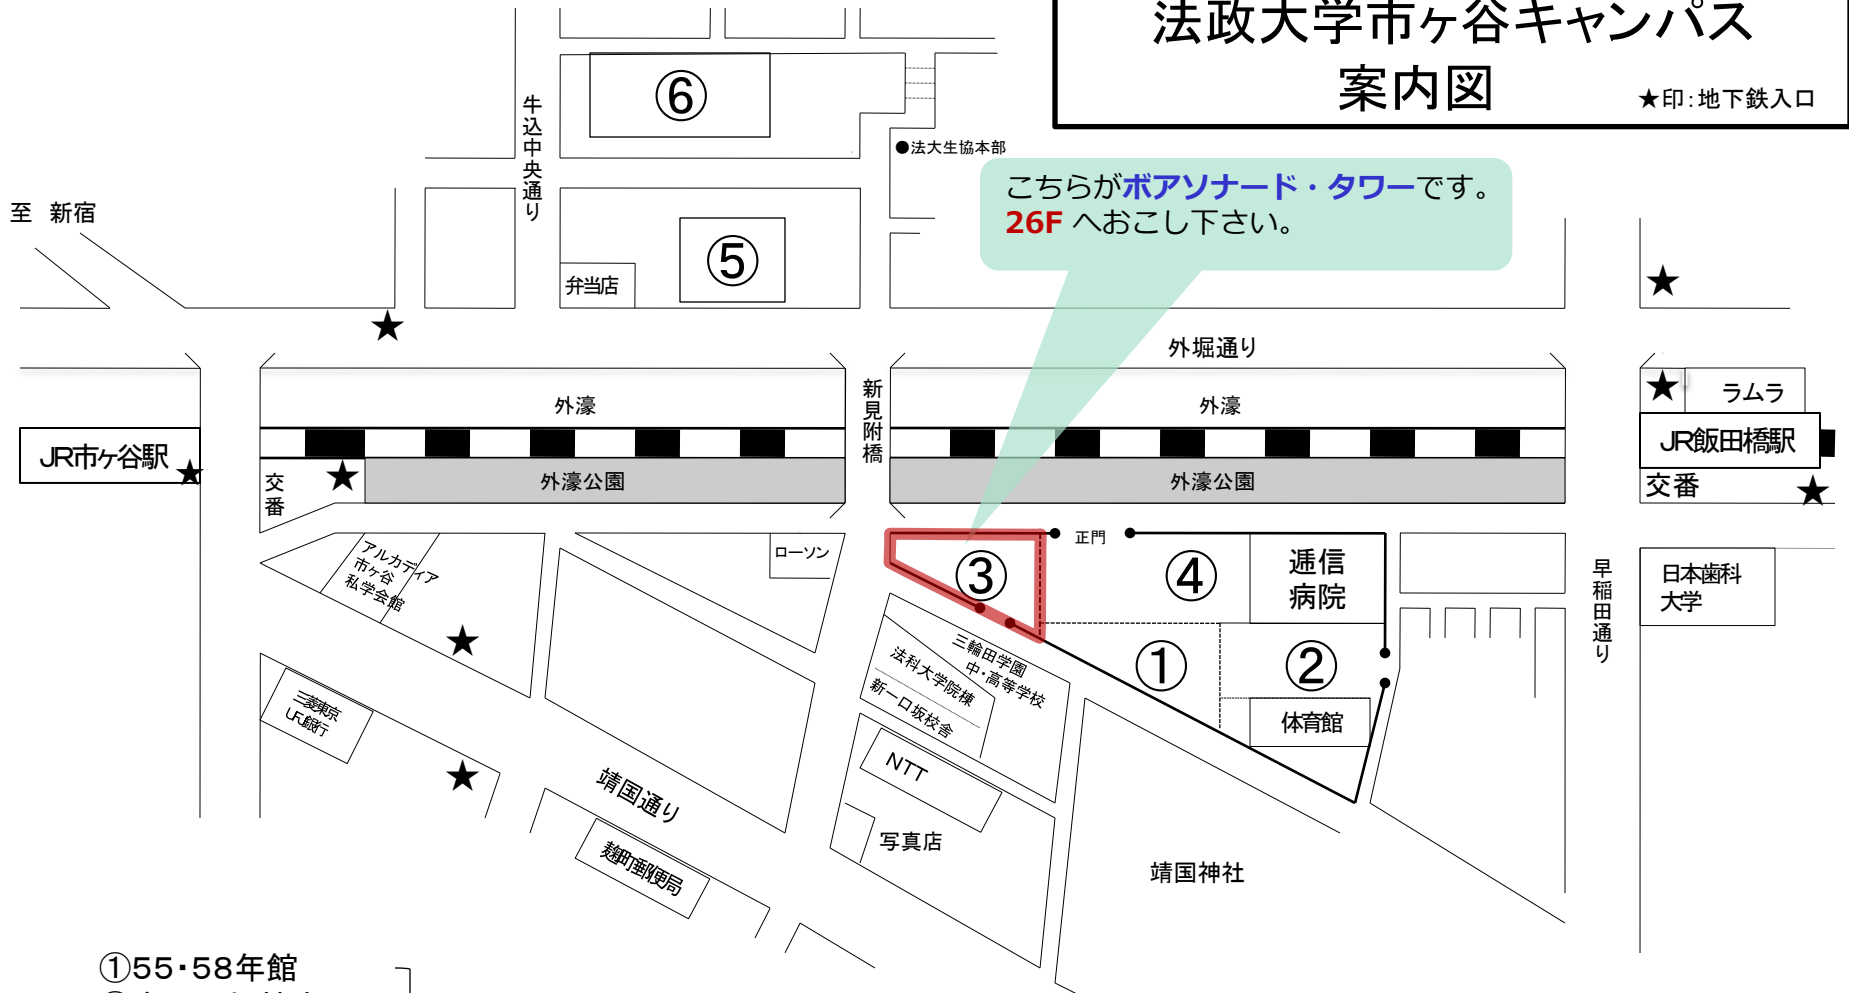 法政大学市ヶ谷キャンパス
案内図
★印:地下鉄入口
⑥
牛込中央通り
●法大生協本部
こちらがボアソナード・タワーです。
26F へおこし下さい。
至 新宿
⑤
弁当店
外堀通り
新見附橋
外濠
外濠
ラムラ
JR市ヶ谷駅
JR飯田橋駅
交番
外濠公園
外濠公園
交番
正門
ローソン
アルカディア
市ヶ谷
私学会館
③
④
逓信
病院
早稲田通り
日本歯科
大学
三輪田学園
中・高等学校
法科大学院棟
新一口坂校舎
①
②
体育館
三菱東京
UFJ銀行
NTT
靖国通り
写真店
麹町郵便局
靖国神社
①55・58年館